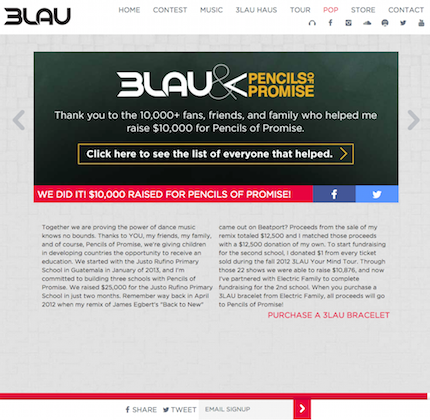 3LAU
HOME CONTEST MUSIC 3LAU HAUS TOUR POP STORE CONTACT
3LAU & PENCILS OF PROMISE
Thank you to the 10,000+ fans, friends, and family who helped me
raise $10,000 for Pencils of Promise.
Click here to see the list of everyone that helped.
WE DID IT! $10,000 RAISED FOR PENCILS OF PROMISE!
Together we are proving the power of dance music
knows no bounds. Thanks to YOU, my friends, my family,
and of course, Pencils of Promise, we're giving children
in developing countries the opportunity to receive an
education. We started with the Justo Rufino Primary
School in Guatemala in January of 2013, and I'm
committed to building three schools with Pencils of
Promise. We raised $25,000 for the Justo Rufino Primary
School in just two months. Remember way back in April
2012 when my remix of James Egbert's "Back to New"
came out on Beatport? Proceeds from the sale of my
remix totaled $12,500 and I matched those proceeds
with a $12,500 donation of my own. To start fundraising
for the second school, I donated $1 from every ticket
sold during the fall 2012 3LAU Your Mind Tour. Through
those 22 shows we were able to raise $10,876, and now
I've partnered with Electric Family to complete
fundraising for the 2nd school. When you purchase a
3LAU bracelet from Electric Family, all proceeds will go
to Pencils of Promise!
PURCHASE A 3LAU BRACELET
SHARE TWEET EMAIL SIGNUP